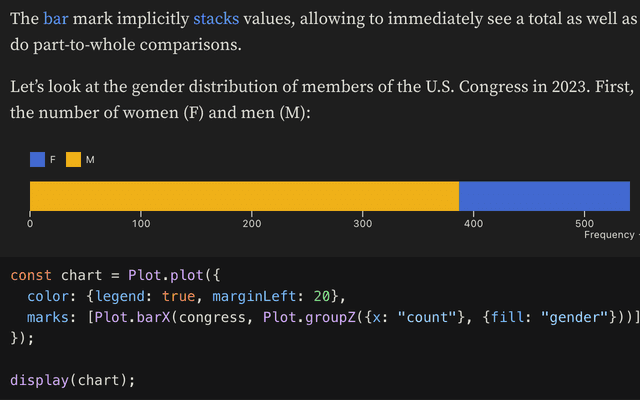 The bar mark implicitly stacks values, allowing to immediately see a total as well as
do part-to-whole comparisons.
Let’s look at the gender distribution of members of the U.S. Congress in 2023. First,
the number of women (F) and men (M):
F M
0 100 200 300 400 500
Frequency
const chart = Plot.plot({
  color: {legend: true, marginLeft: 20},
  marks: [Plot.barX(congress, Plot.groupZ({x: "count"}, {fill: "gender"}))]
});
display(chart);